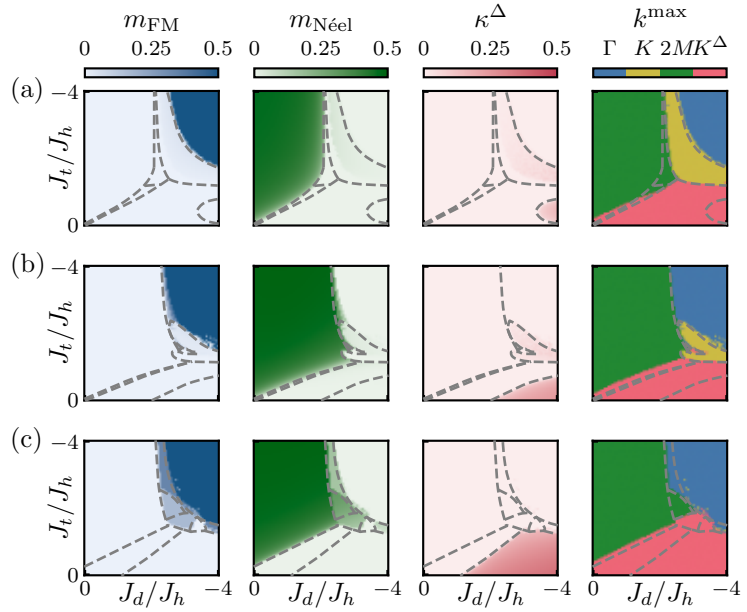 m_FM m_Néel κ^Δ k^max
0 0.25 0.5 0 0.25 0.5 0 0.25 0.5 Γ K 2M K^Δ
(a)
−4
J_t/J_h
0
(b)
−4
J_t/J_h
0
(c)
−4
J_t/J_h
0
0 J_d/J_h −4 0 J_d/J_h −4 0 J_d/J_h −4 0 J_d/J_h −4